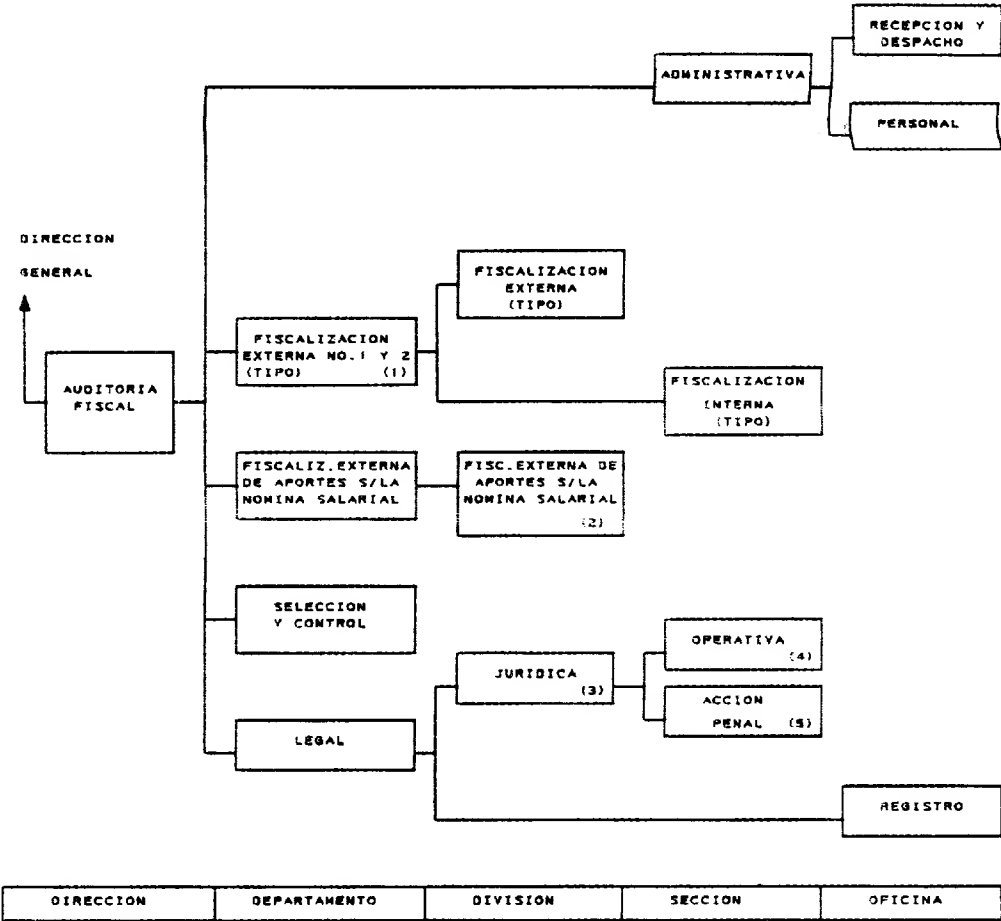 RECEPCION Y
DESPACHO
ADMINISTRATIVA
PERSONAL
DIRECCION
GENERAL
FISCALIZACION
EXTERNA
(TIPO)
FISCALIZACION
EXTERNA NO.1 Y 2
(TIPO) (1)
AUDITORIA
FISCAL
FISCALIZACION
INTERNA
(TIPO)
FISCALIZ.EXTERNA
DE APORTES S/LA
NOMINA SALARIAL
FISC.EXTERNA DE
APORTES S/LA
NOMINA SALARIAL
(2)
SELECCION
Y CONTROL
JURIDICA
(3)
OPERATIVA
(4)
ACCION
PENAL (5)
LEGAL
REGISTRO
DIRECCION DEPARTAMENTO DIVISION SECCION OFICINA